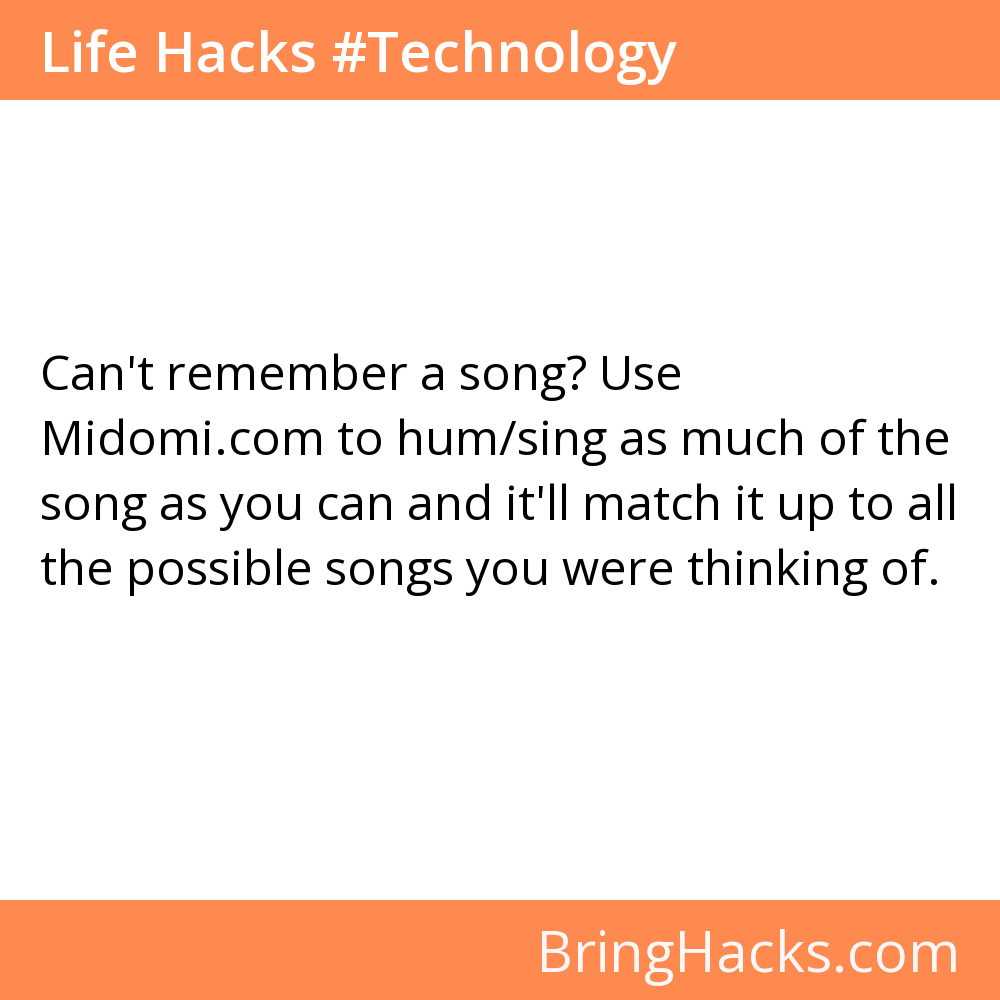 Life Hacks #Technology
Can't remember a song? Use
Midomi.com to hum/sing as much of the
song as you can and it'll match it up to all
the possible songs you were thinking of.
BringHacks.com